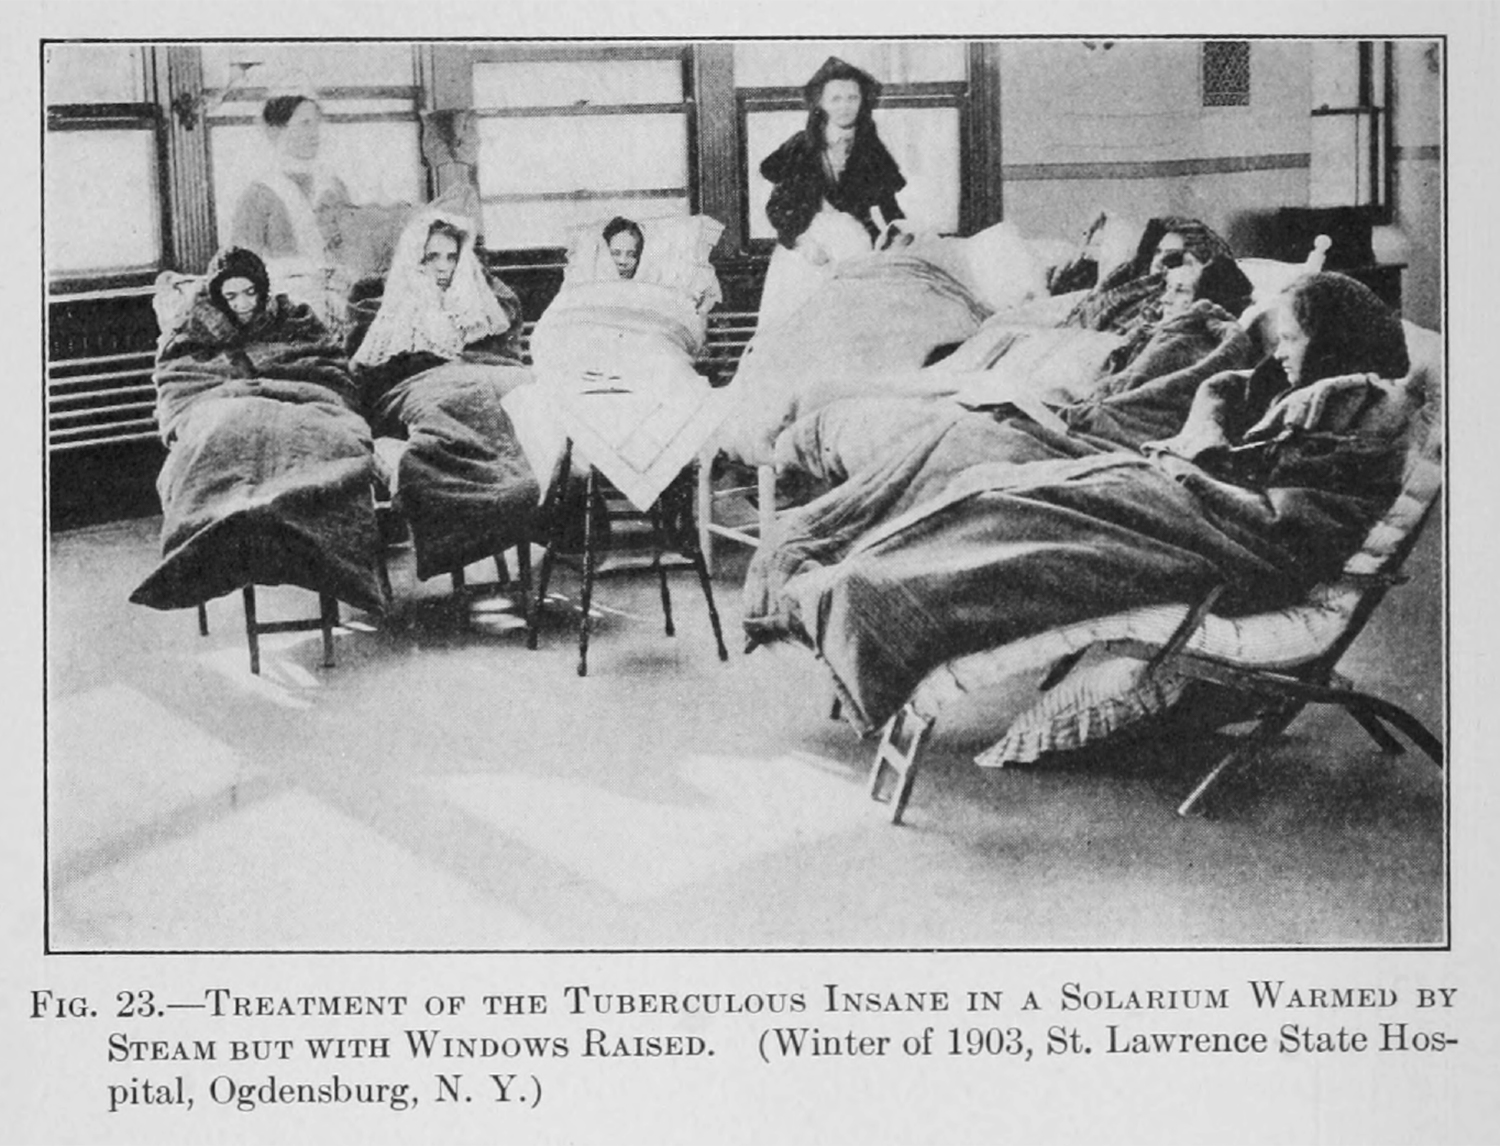 Fig. 23.—Treatment of the Tuberculous Insane in a Solarium Warmed by
Steam but with Windows Raised. (Winter of 1903, St. Lawrence State Hos-
pital, Ogdensburg, N. Y.)